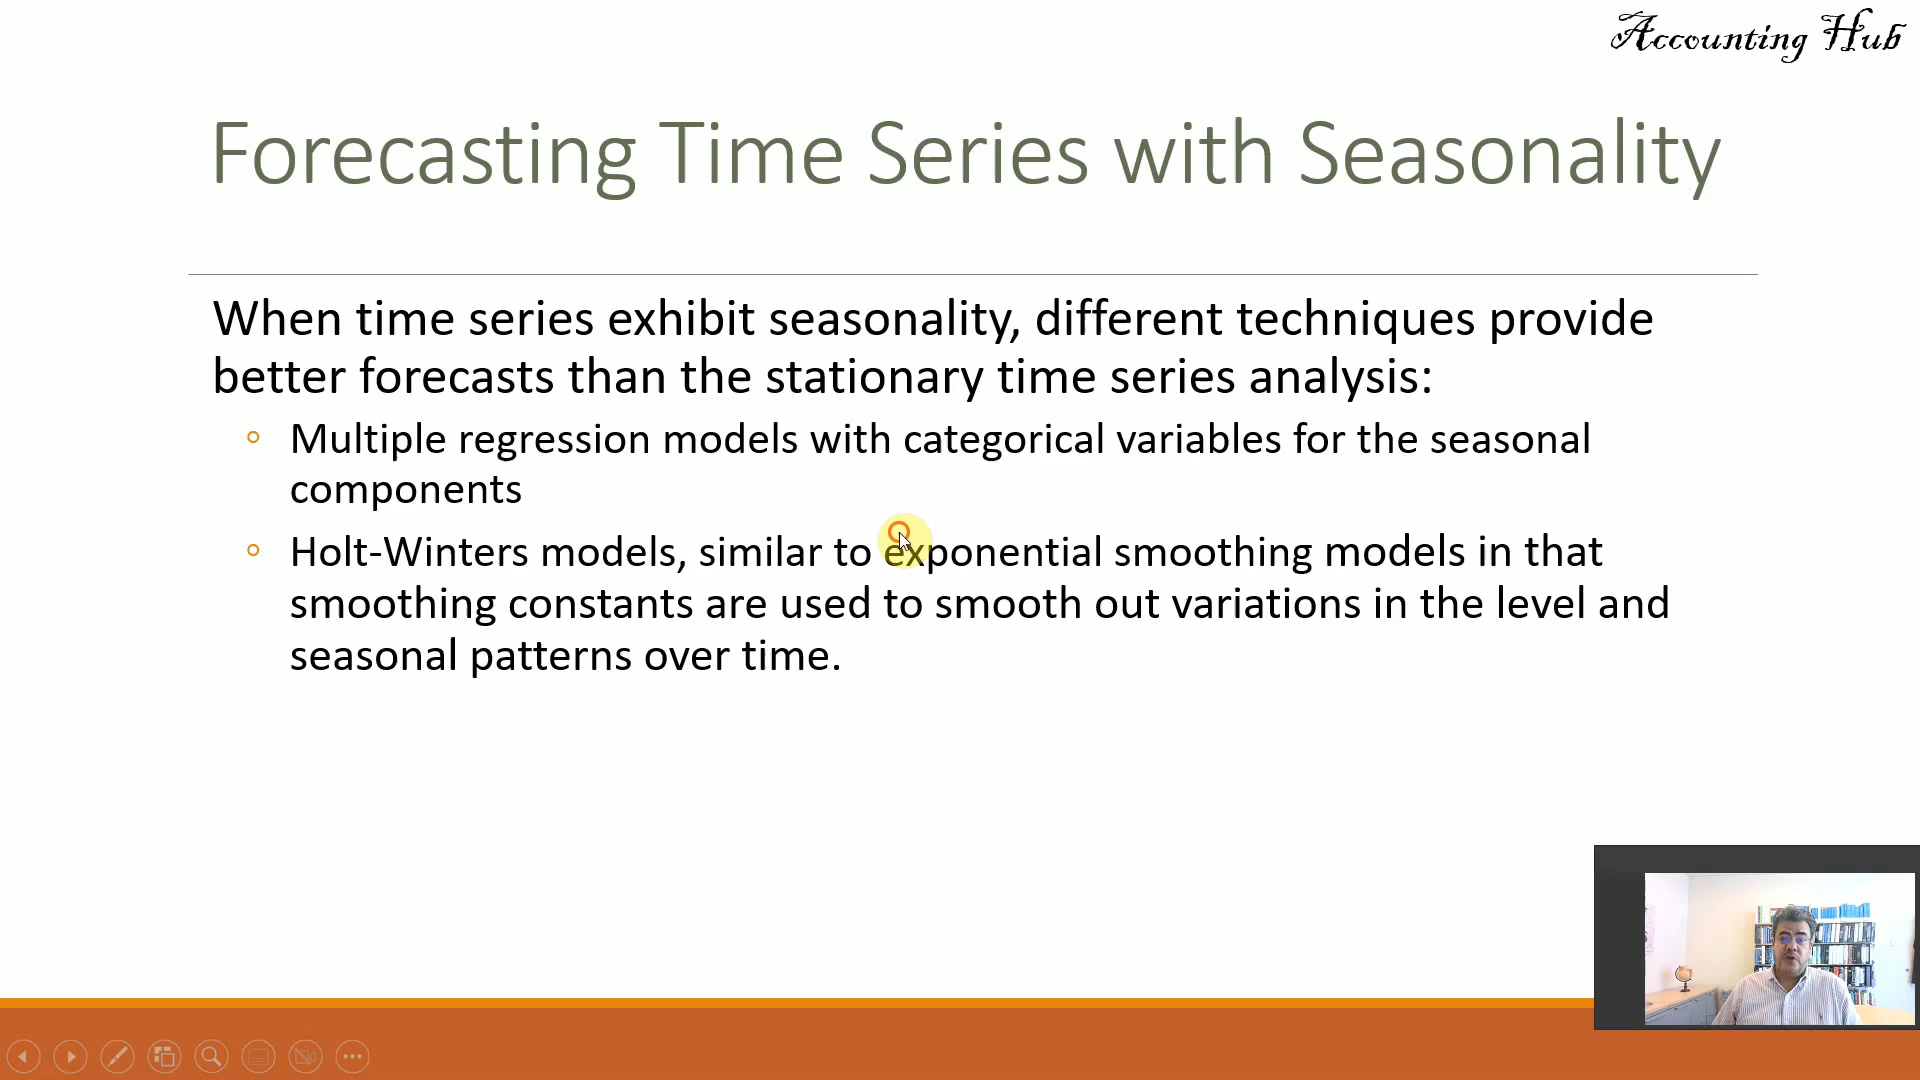 Accounting Hub
Forecasting Time Series with Seasonality
When time series exhibit seasonality, different techniques provide
better forecasts than the stationary time series analysis:
Multiple regression models with categorical variables for the seasonal
components
Holt-Winters models, similar to exponential smoothing models in that
smoothing constants are used to smooth out variations in the level and
seasonal patterns over time.